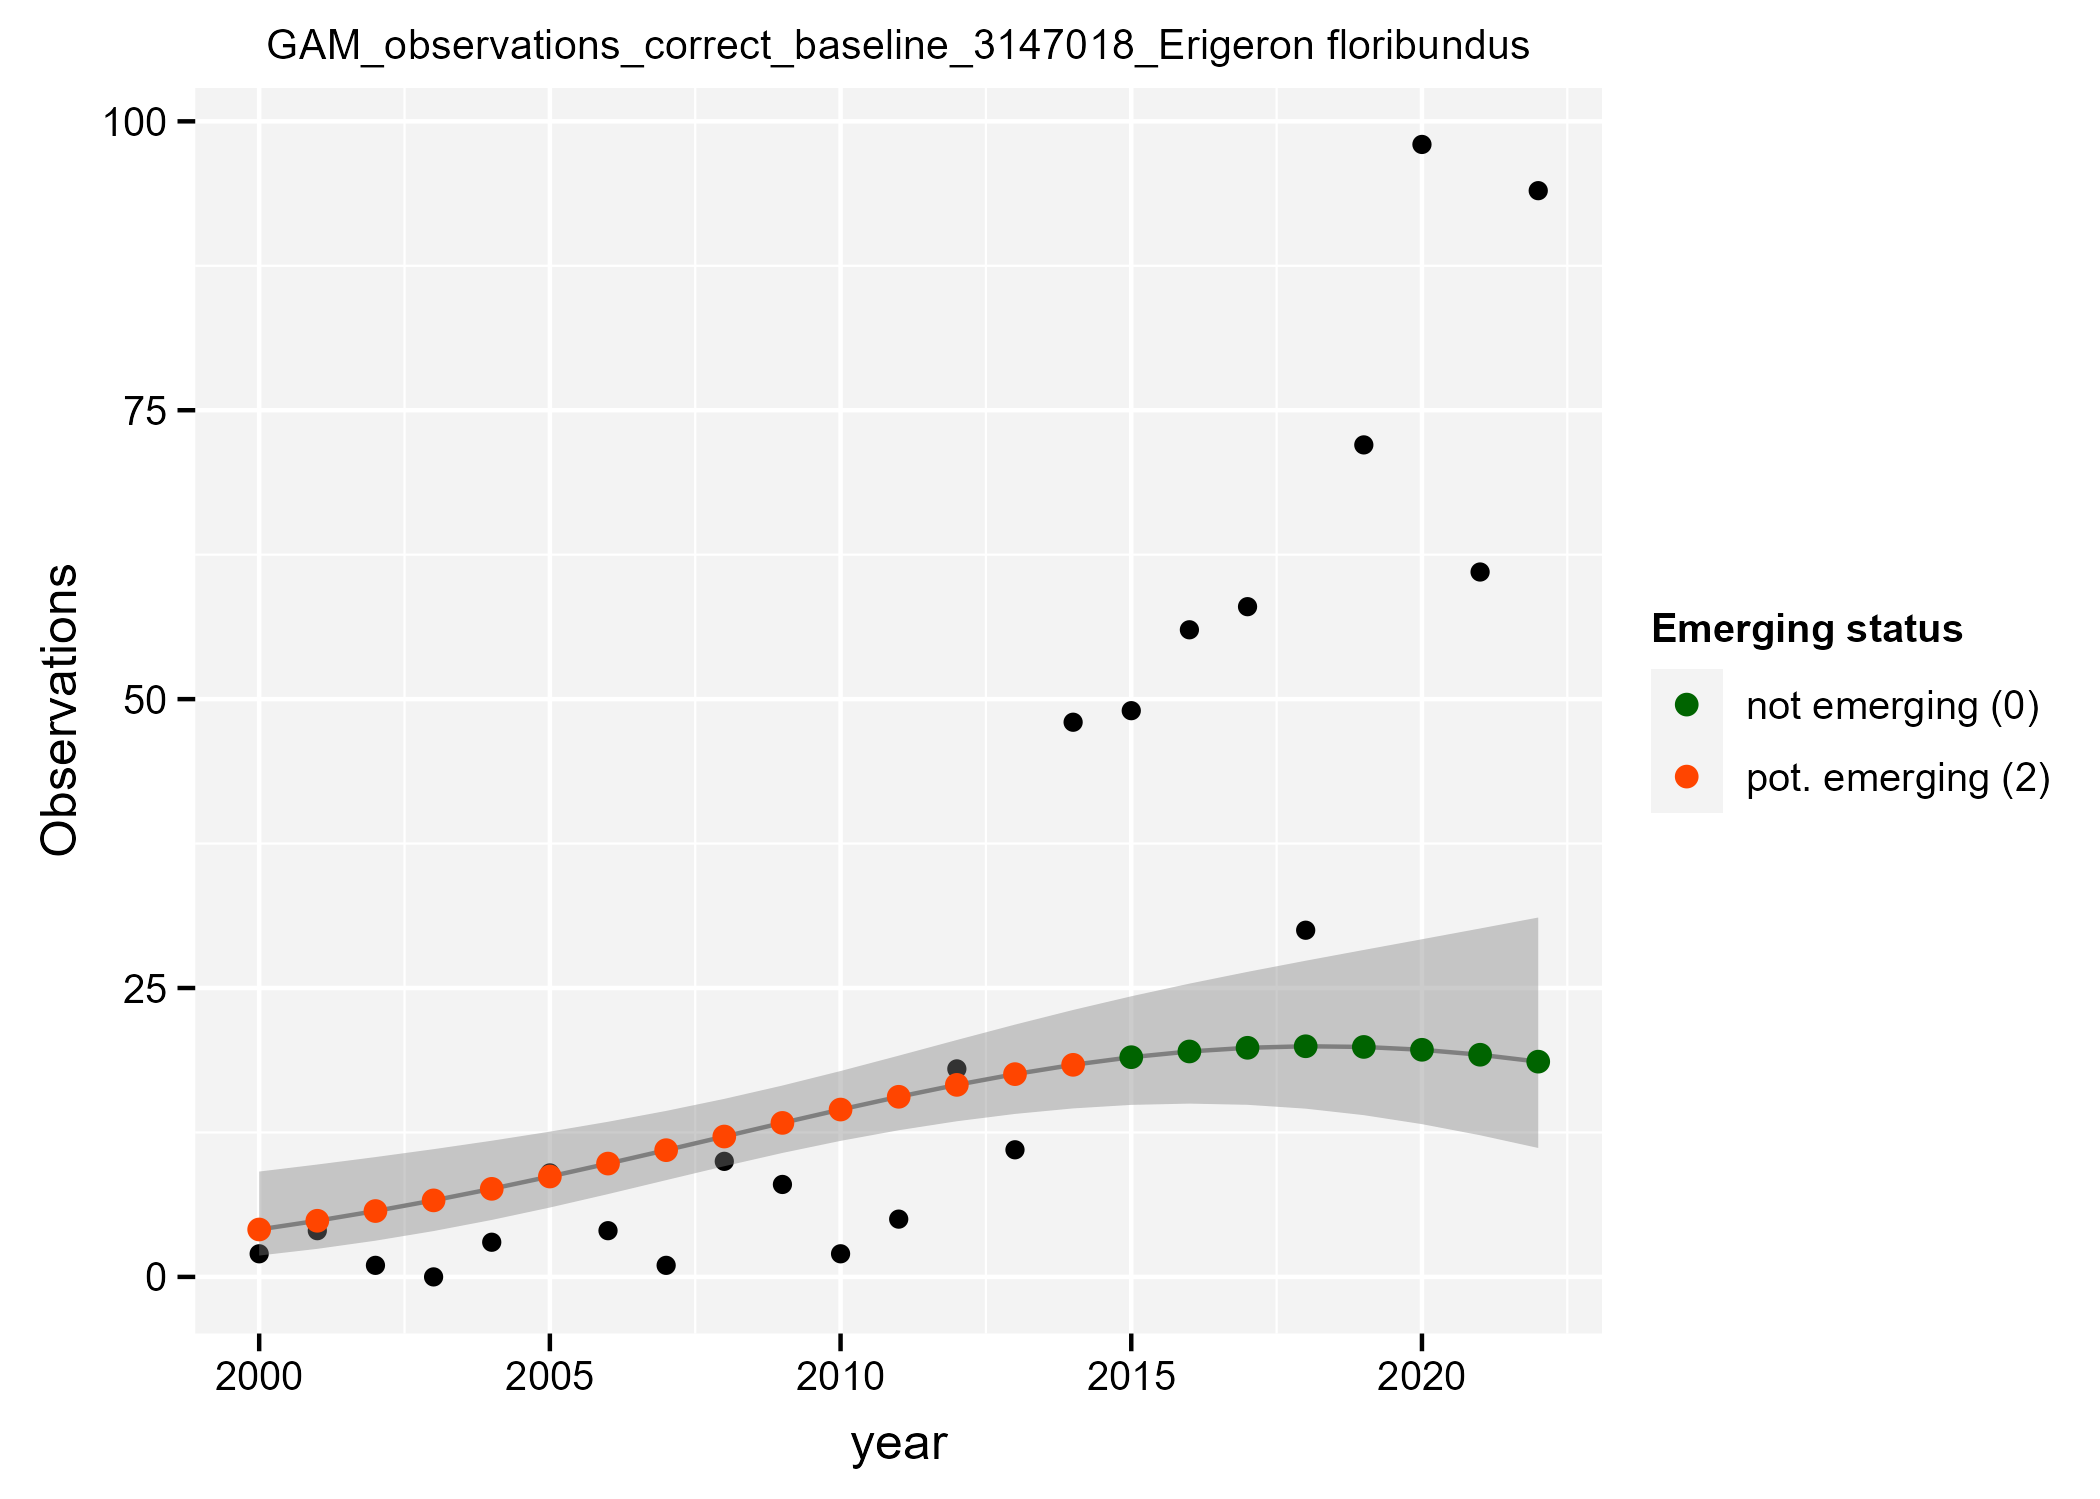 GAM_observations_correct_baseline_3147018_Erigeron floribundus
100
75
50
25
0
Observations
2000 2005 2010 2015 2020
year
Emerging status
not emerging (0)
pot. emerging (2)